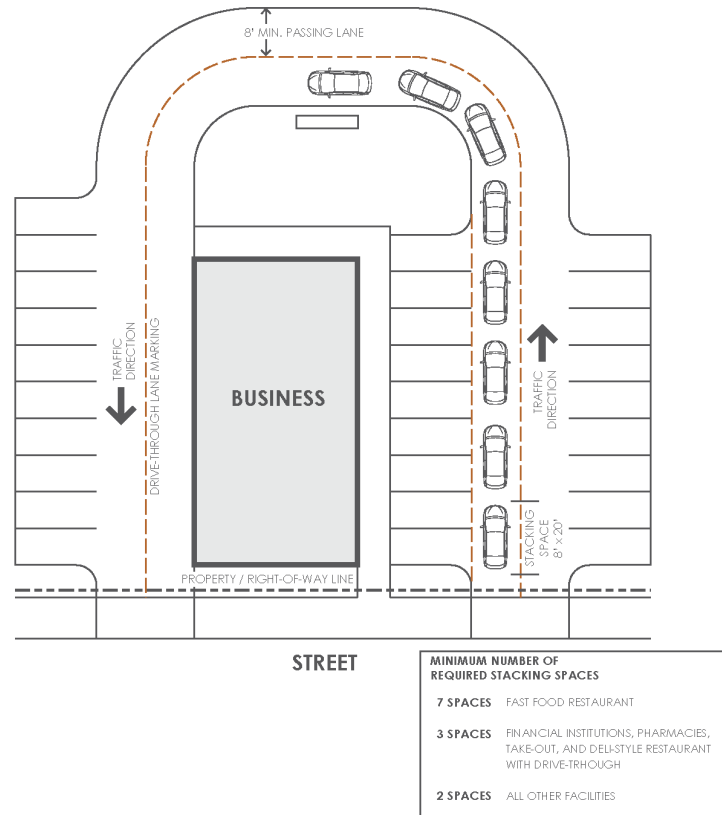 8' MIN. PASSING LANE
TRAFFIC
DIRECTION
DRIVE-THROUGH LANE MARKING
BUSINESS
TRAFFIC
DIRECTION
STACKING
SPACE
8' x 20'
PROPERTY / RIGHT-OF-WAY LINE
STREET
MINIMUM NUMBER OF
REQUIRED STACKING SPACES
7 SPACES FAST FOOD RESTAURANT
3 SPACES FINANCIAL INSTITUTIONS, PHARMACIES,
TAKE-OUT, AND DELI-STYLE RESTAURANT
WITH DRIVE-TRHOUGH
2 SPACES ALL OTHER FACILITIES